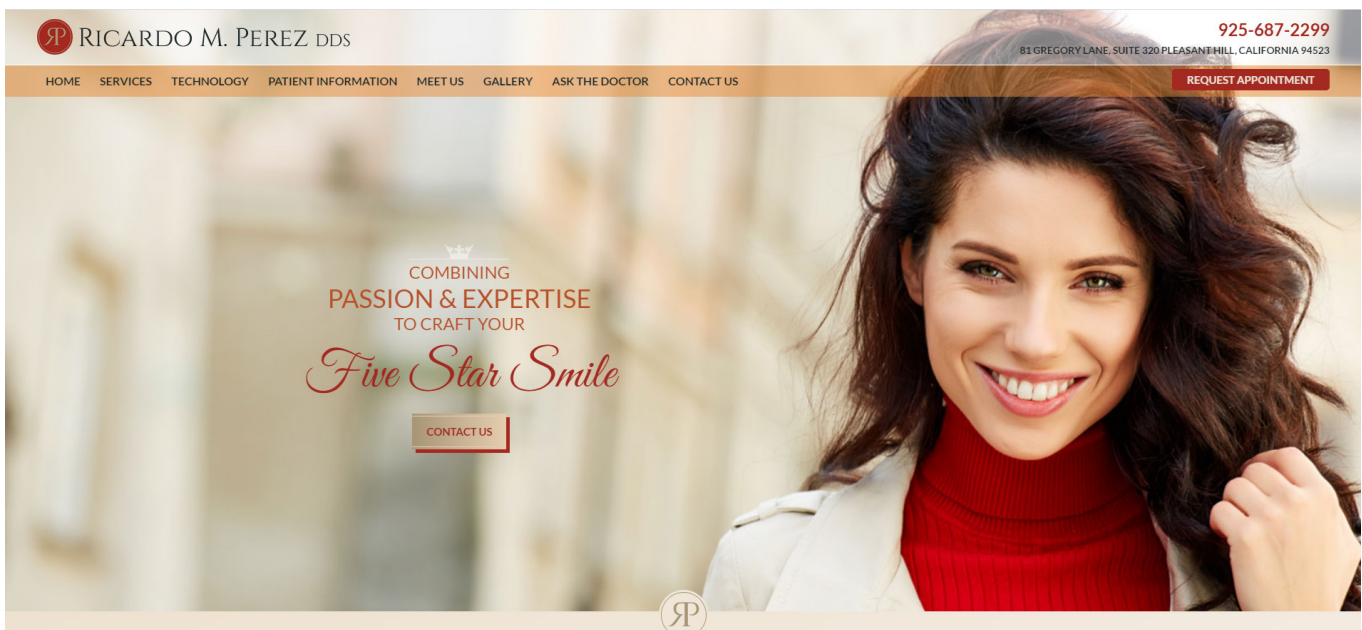 RP RICARDO M. PEREZ DDS
925-687-2299
81 GREGORY LANE, SUITE 320 PLEASANT HILL, CALIFORNIA 94523
HOME SERVICES TECHNOLOGY PATIENT INFORMATION MEET US GALLERY ASK THE DOCTOR CONTACT US REQUEST APPOINTMENT
COMBINING
PASSION & EXPERTISE
TO CRAFT YOUR
Five Star Smile
CONTACT US
RP